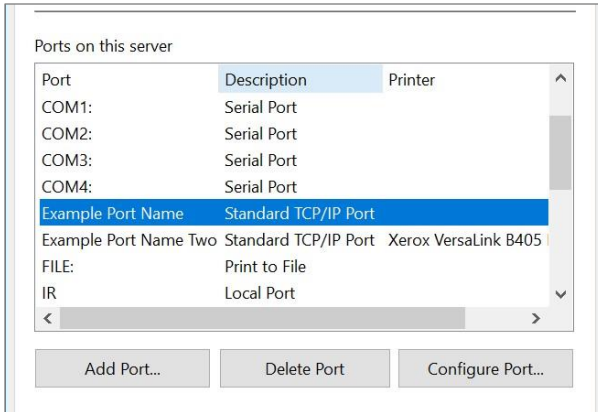 Ports on this server
Port Description Printer
COM1: Serial Port
COM2: Serial Port
COM3: Serial Port
COM4: Serial Port
Example Port Name Standard TCP/IP Port
Example Port Name Two Standard TCP/IP Port Xerox VersaLink B405
FILE: Print to File
IR Local Port
Add Port... Delete Port Configure Port...